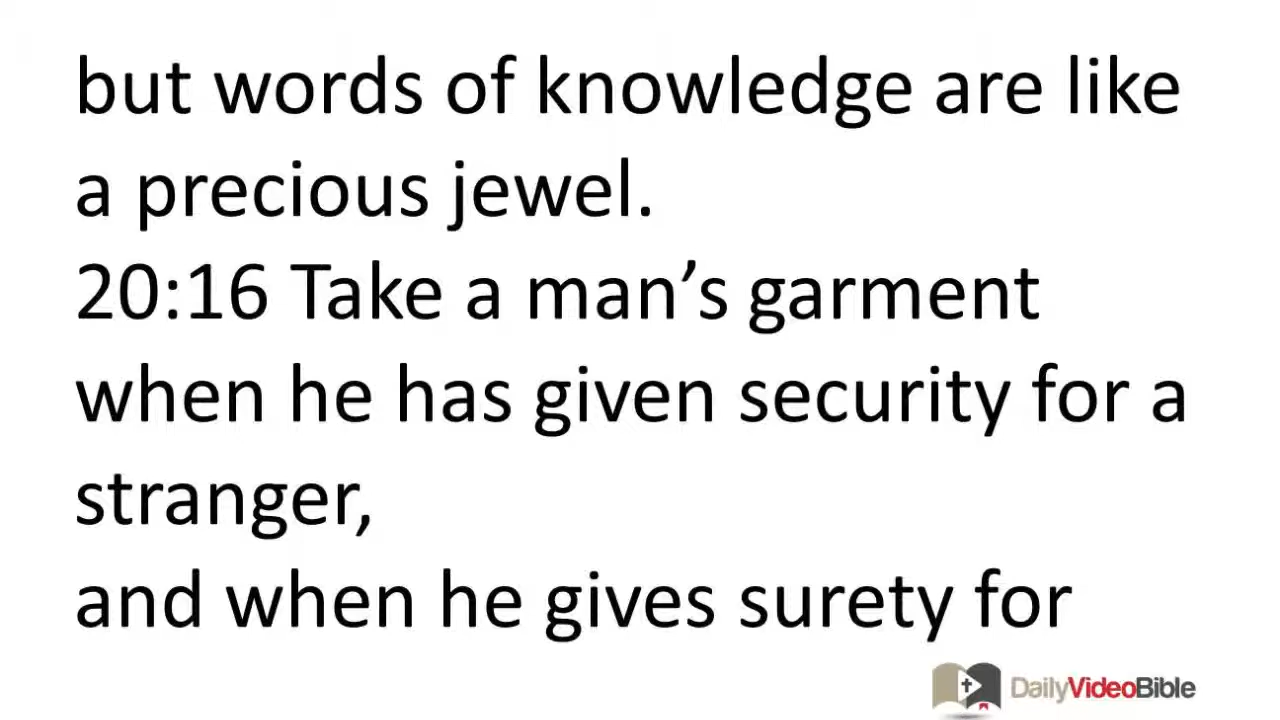 but words of knowledge are like
a precious jewel.
20:16 Take a man’s garment
when he has given security for a
stranger,
and when he gives surety for
DailyVideoBible